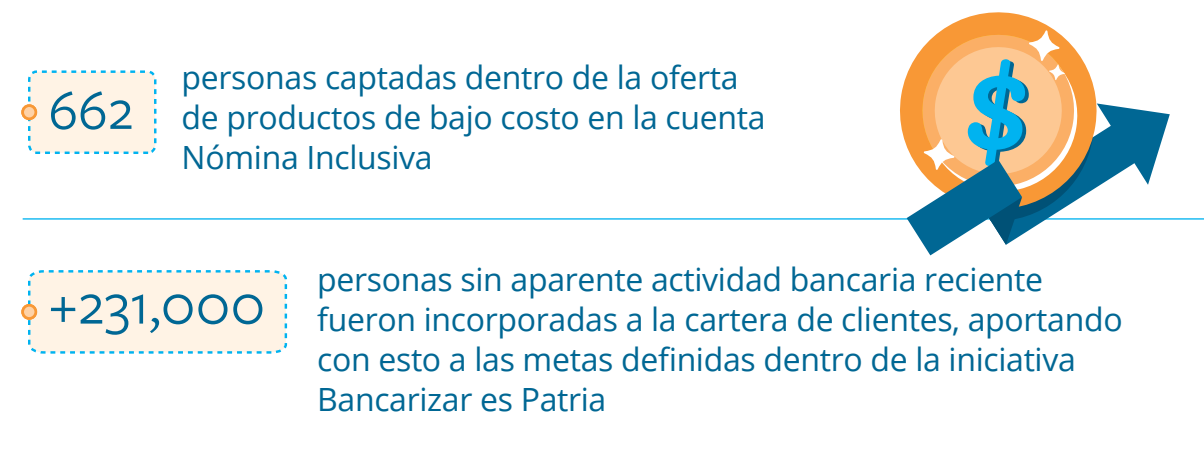 662
personas captadas dentro de la oferta
de productos de bajo costo en la cuenta
Nómina Inclusiva
$
+231,000
personas sin aparente actividad bancaria reciente
fueron incorporadas a la cartera de clientes, aportando
con esto a las metas definidas dentro de la iniciativa
Bancarizar es Patria